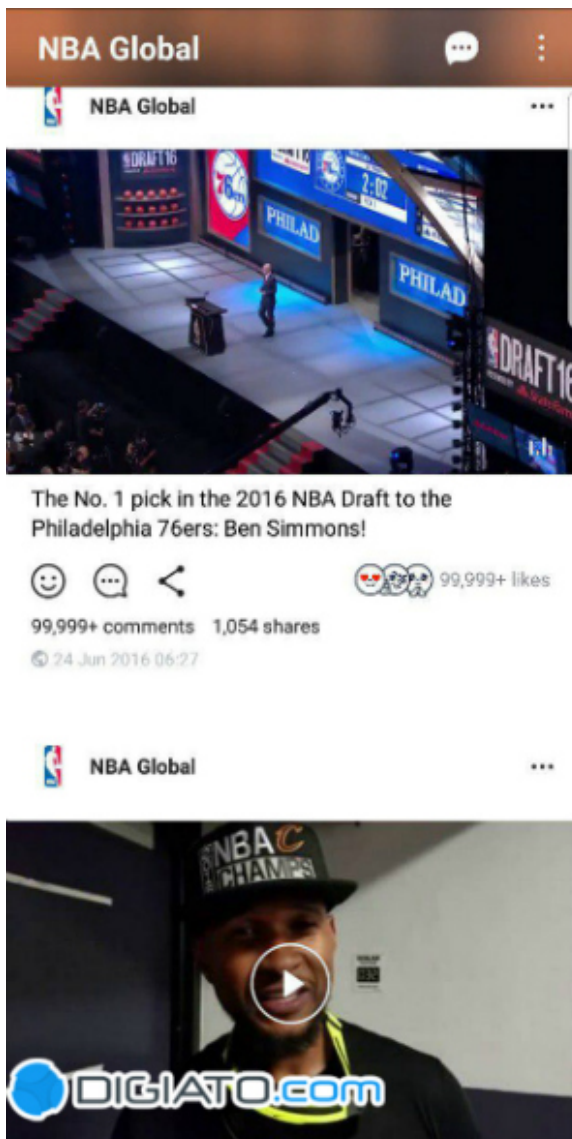 NBA Global
NBA Global
DRAFT16
76
2:02
PHILAD
PHILAD
DRAFT16
The No. 1 pick in the 2016 NBA Draft to the
Philadelphia 76ers: Ben Simmons!
99,999+ likes
99,999+ comments 1,054 shares
24 Jun 2016 06:27
NBA Global
NBA
CHAMPS
DIGIATO.com